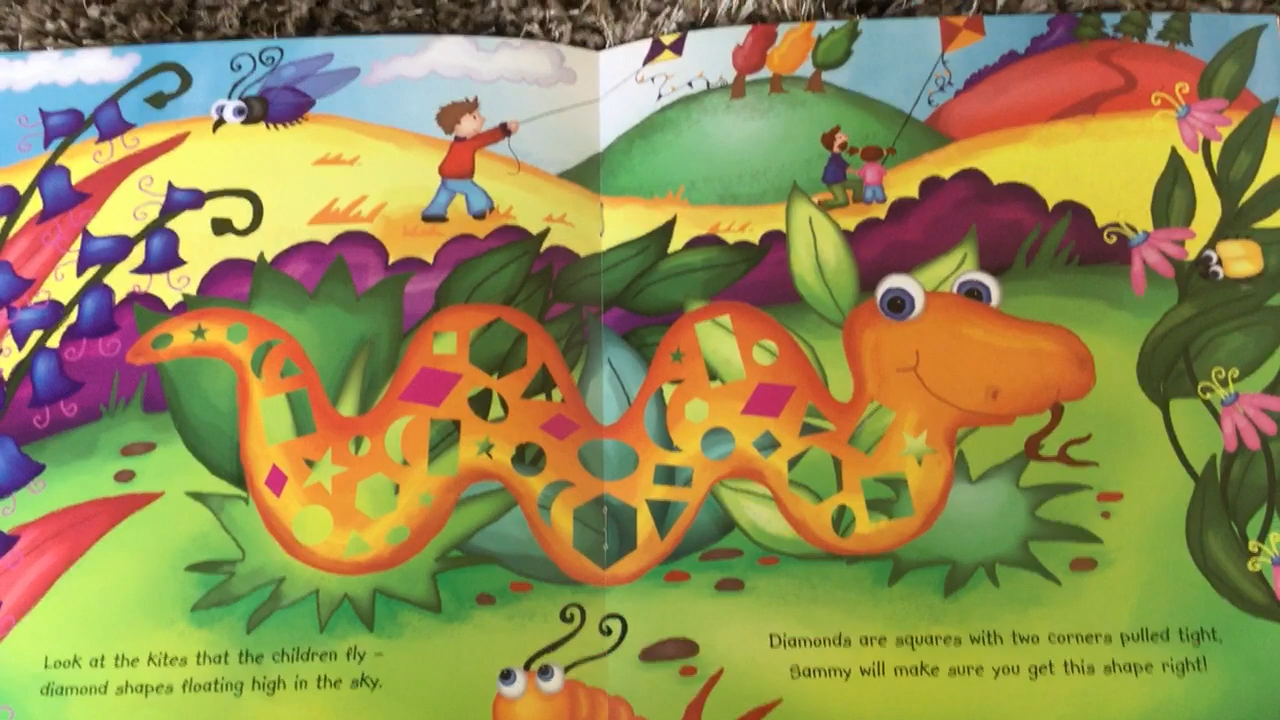 Look at the kites that the children fly –
diamond shapes floating high in the sky.
Diamonds are squares with two corners pulled tight,
Sammy will make sure you get this shape right!